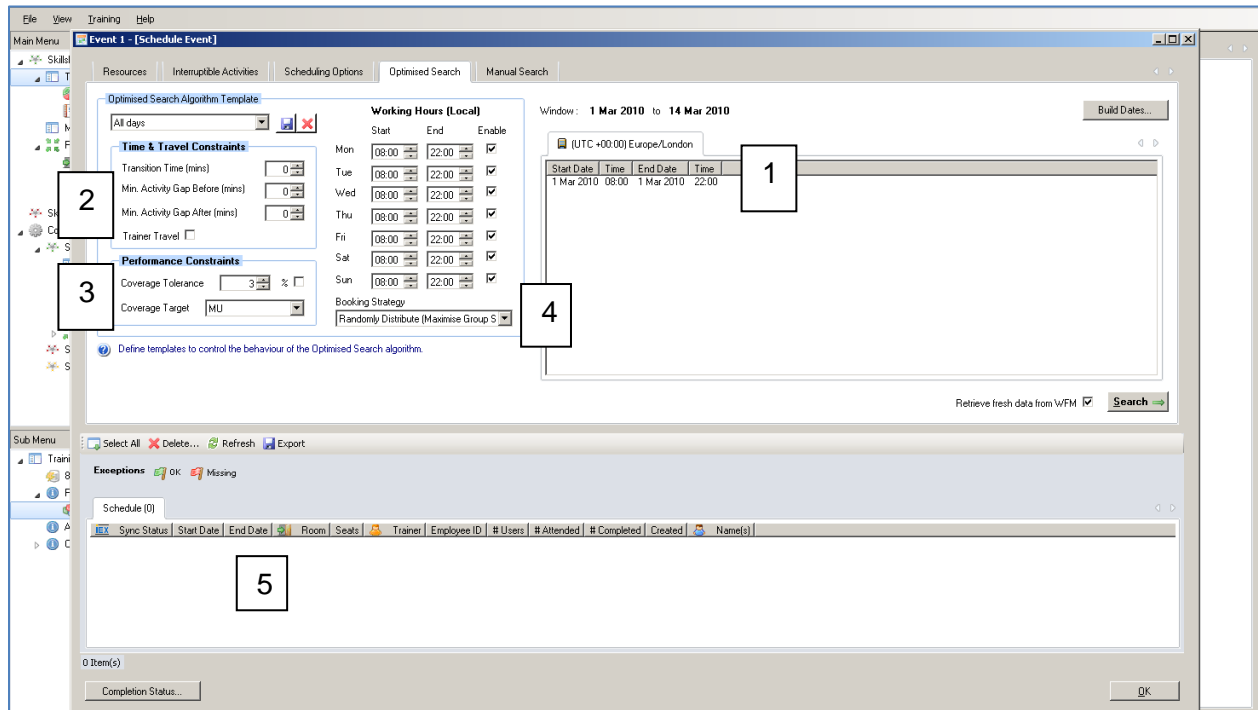 File View Training Help
Main Menu
Event 1 - [Schedule Event]
Resources Interruptible Activities Scheduling Options Optimised Search Manual Search
Optimised Search Algorithm Template
All days
Time & Travel Constraints
Transition Time (mins) 0
Min. Activity Gap Before (mins) 0
Min. Activity Gap After (mins) 0
Trainer Travel
2
Performance Constraints
Coverage Tolerance 3 %
Coverage Target MU
3
Working Hours (Local)
Start End Enable
Mon 08:00 22:00
Tue 08:00 22:00
Wed 08:00 22:00
Thu 08:00 22:00
Fri 08:00 22:00
Sat 08:00 22:00
Sun 08:00 22:00
Booking Strategy
Randomly Distribute (Maximise Group S
4
Define templates to control the behaviour of the Optimised Search algorithm.
Window : 1 Mar 2010 to 14 Mar 2010
Build Dates...
(UTC +00:00) Europe/London
Start Date Time End Date Time
1 Mar 2010 08:00 1 Mar 2010 22:00
1
Retrieve fresh data from WFM
Search
Sub Menu
Select All Delete... Refresh Export
Exceptions OK Missing
Schedule (0)
IEX Sync Status Start Date End Date Room Seats Trainer Employee ID # Users # Attended # Completed Created Name(s)
5
0 Item(s)
Completion Status...
OK